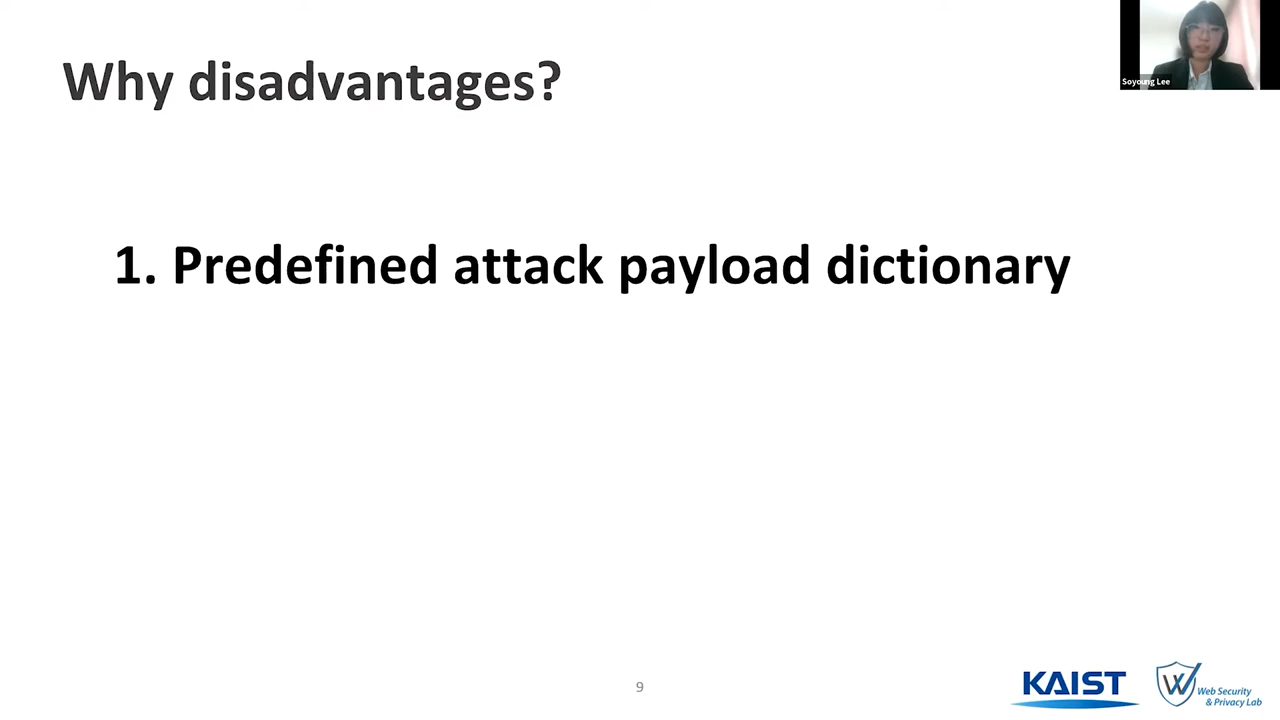 Why disadvantages?
Soyoung Lee
1. Predefined attack payload dictionary
9
KAIST
W
Web Security
& Privacy Lab